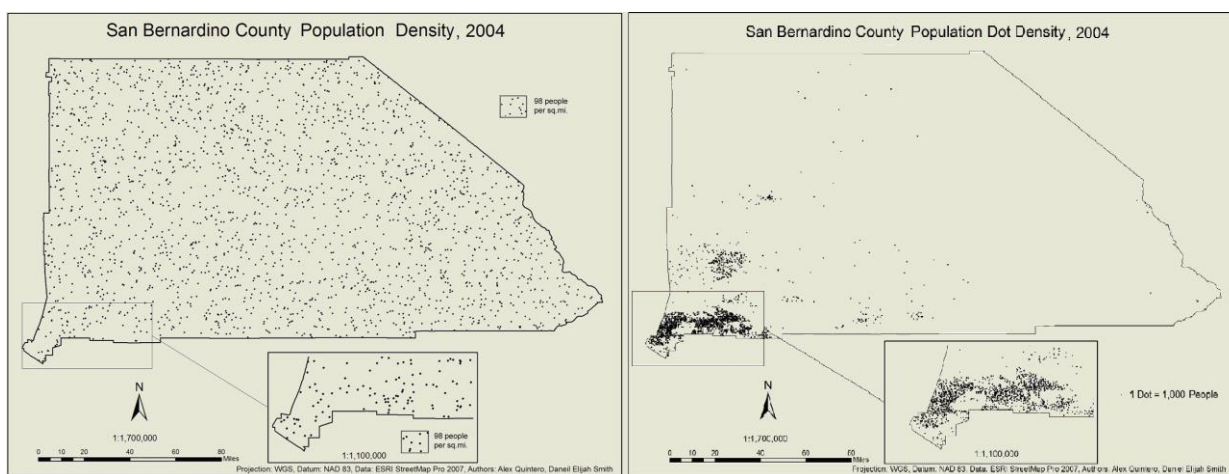 San Bernardino County Population Density, 2004
98 people
per sq.mi.
N
1:1,700,000
0 10 20 40 60 80
Miles
1:1,100,000
98 people
per sq.mi.
Projection: WGS, Datum: NAD 83, Data: ESRI StreetMap Pro 2007, Authors: Alex Quintero, Daneil Elijah Smith
San Bernardino County Population Dot Density, 2004
1 Dot = 1,000 People
N
1:1,700,000
0 10 20 40 60 80
Miles
1:1,100,000
Projection: WGS, Datum: NAD 83, Data: ESRI StreetMap Pro 2007, Authors: Alex Quintero, Daneil Elijah Smith